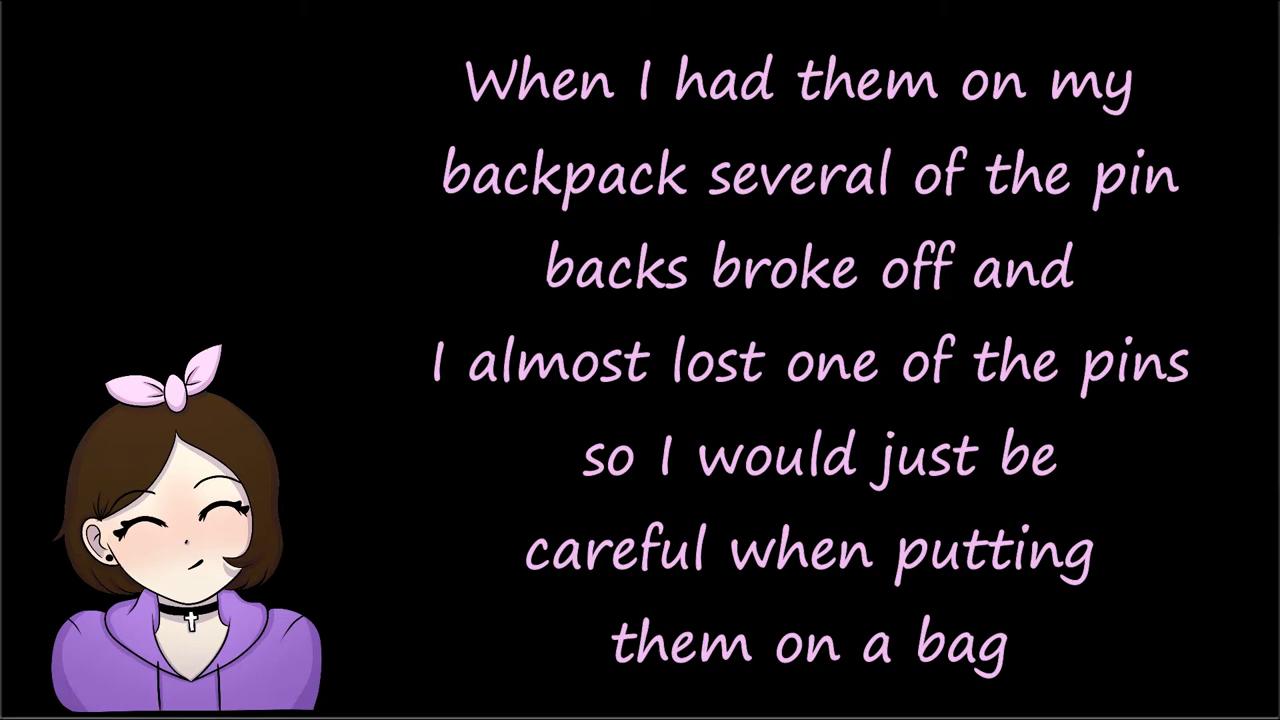 When I had them on my
backpack several of the pin
backs broke off and
I almost lost one of the pins
so I would just be
careful when putting
them on a bag